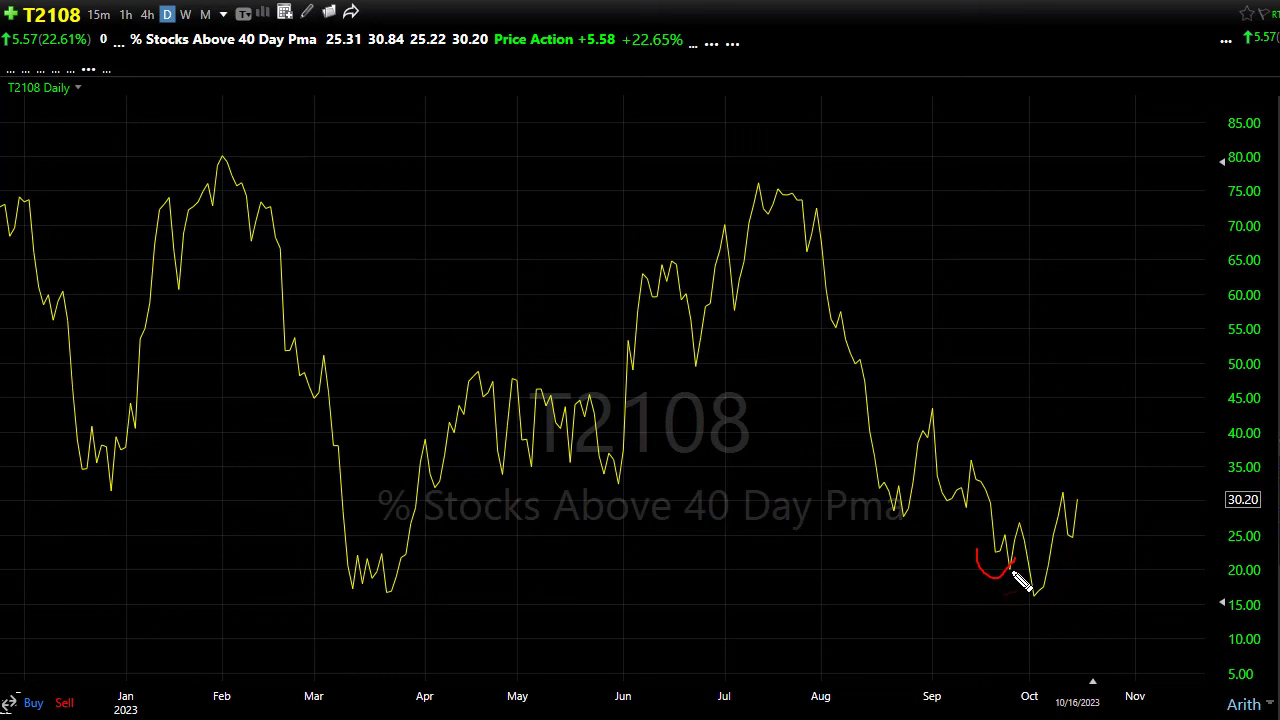 T2108 15m 1h 4h D W M
5.57(22.61%) 0 ... % Stocks Above 40 Day Pma 25.31 30.84 25.22 30.20 Price Action +5.58 +22.65% ... ... ... ... 5.57(
... ... ... ... ... ... ...
T2108 Daily
85.00
80.00
75.00
70.00
65.00
60.00
55.00
50.00
45.00
40.00
35.00
30.20
25.00
20.00
15.00
10.00
5.00
T2108
% Stocks Above 40 Day Pma
Jan Feb Mar Apr May Jun Jul Aug Sep Oct Nov
2023 10/16/2023
Buy Sell Arith